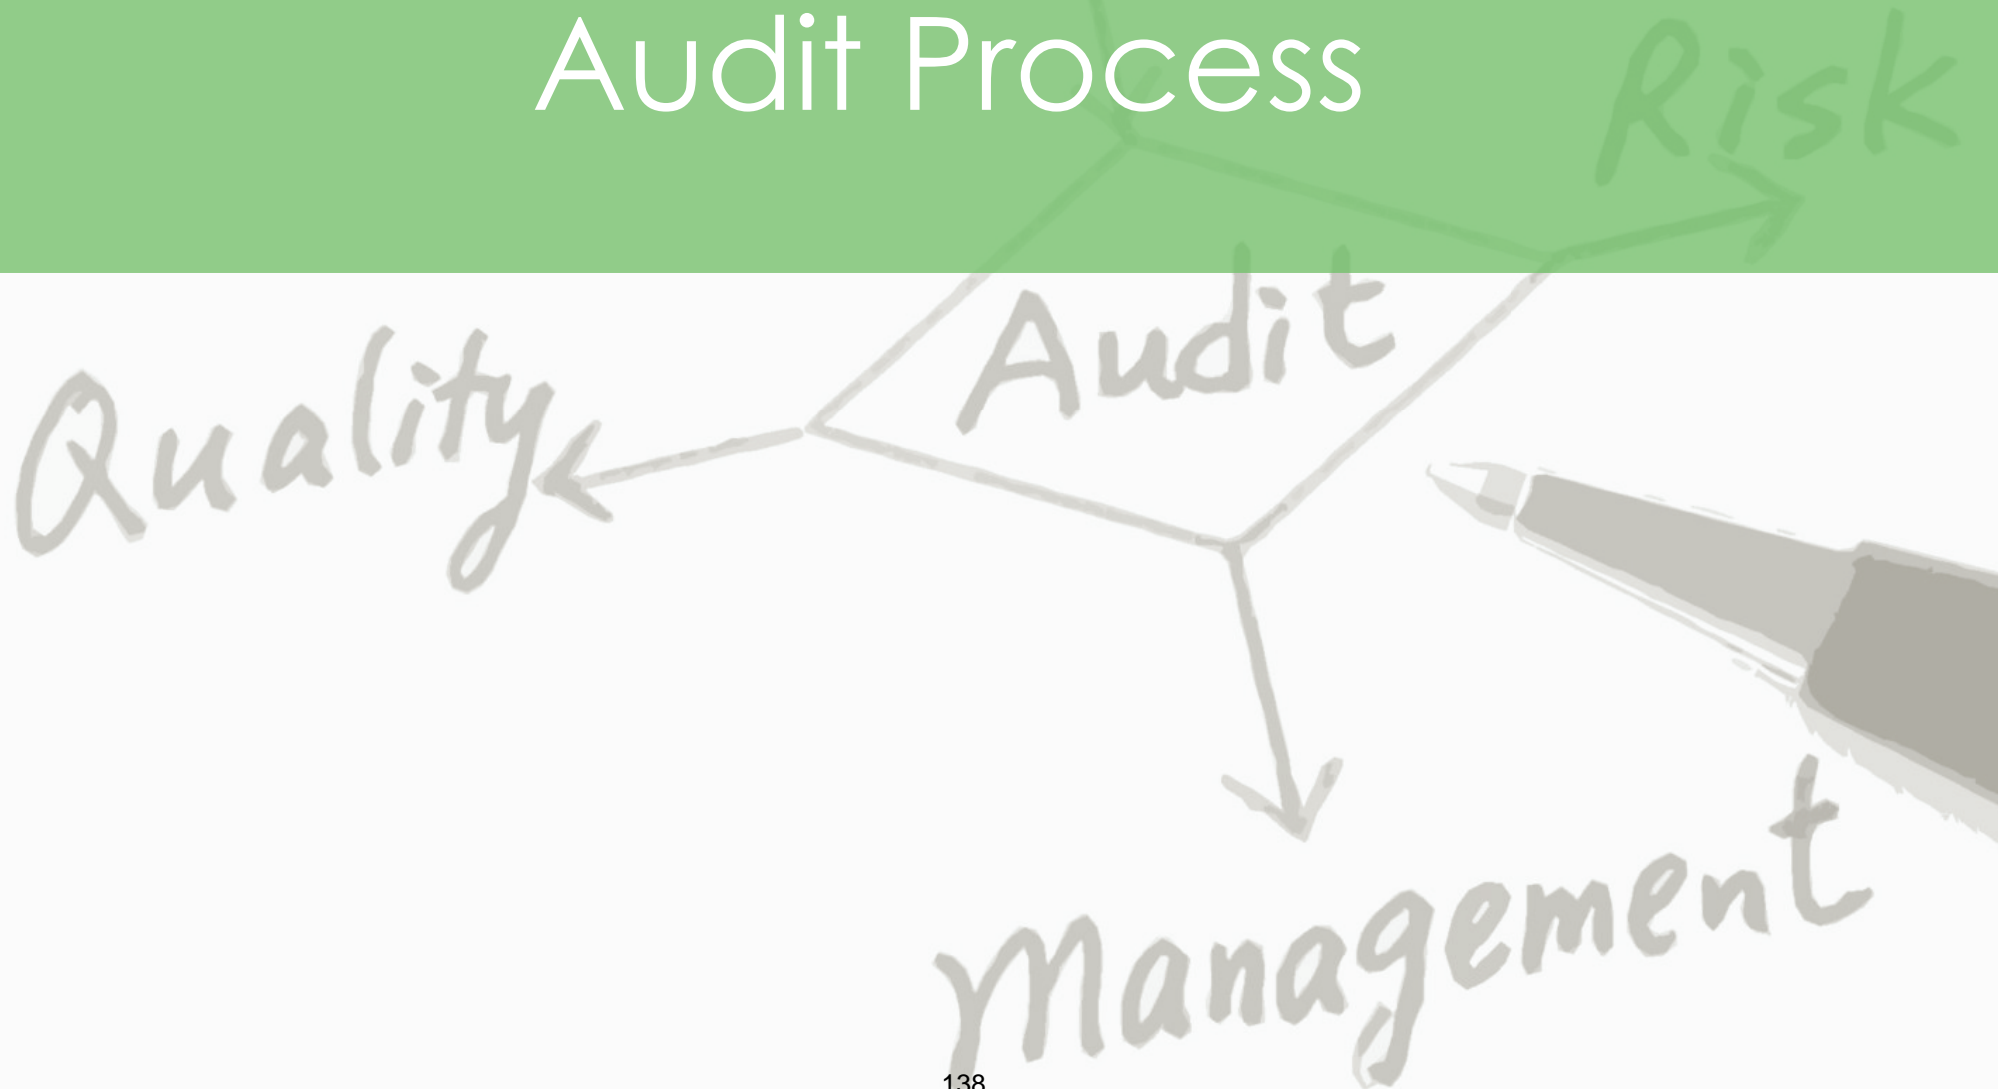 Audit Process
Risk
Audit
Quality
Management
138